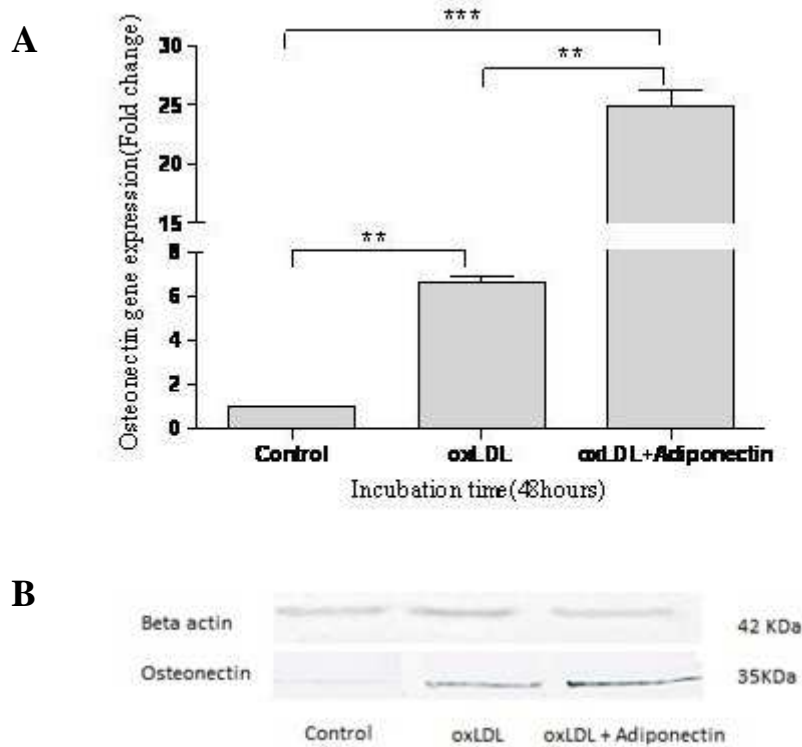 A
Osteonectin gene expression(Fold change)
***
**
**
30
25
20
15
8
6
4
2
0
Control oxLDL oxLDL+Adiponectin
Incubation time(48hours)
B
Beta actin 42 KDa
Osteonectin 35KDa
Control oxLDL oxLDL + Adiponectin